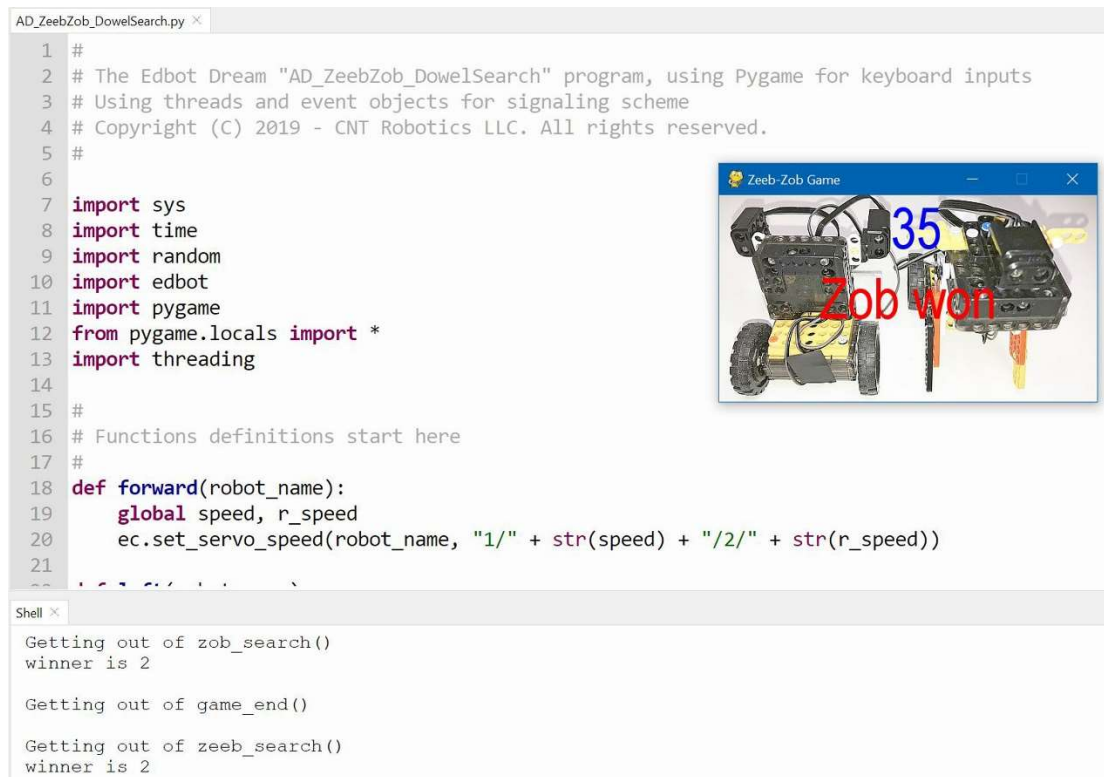 AD_ZeebZob_DowelSearch.py
1 #
2 # The Edbot Dream "AD_ZeebZob_DowelSearch" program, using Pygame for keyboard inputs
3 # Using threads and event objects for signaling scheme
4 # Copyright (C) 2019 - CNT Robotics LLC. All rights reserved.
5 #
6
7 import sys
8 import time
9 import random
10 import edbot
11 import pygame
12 from pygame.locals import *
13 import threading
14
15 #
16 # Functions definitions start here
17 #
18 def forward(robot_name):
19     global speed, r_speed
20     ec.set_servo_speed(robot_name, "1/" + str(speed) + "/2/" + str(r_speed))
21
Zeeb-Zob Game
35
Zob won
Shell
Getting out of zob_search()
winner is 2
Getting out of game_end()
Getting out of zeeb_search()
winner is 2